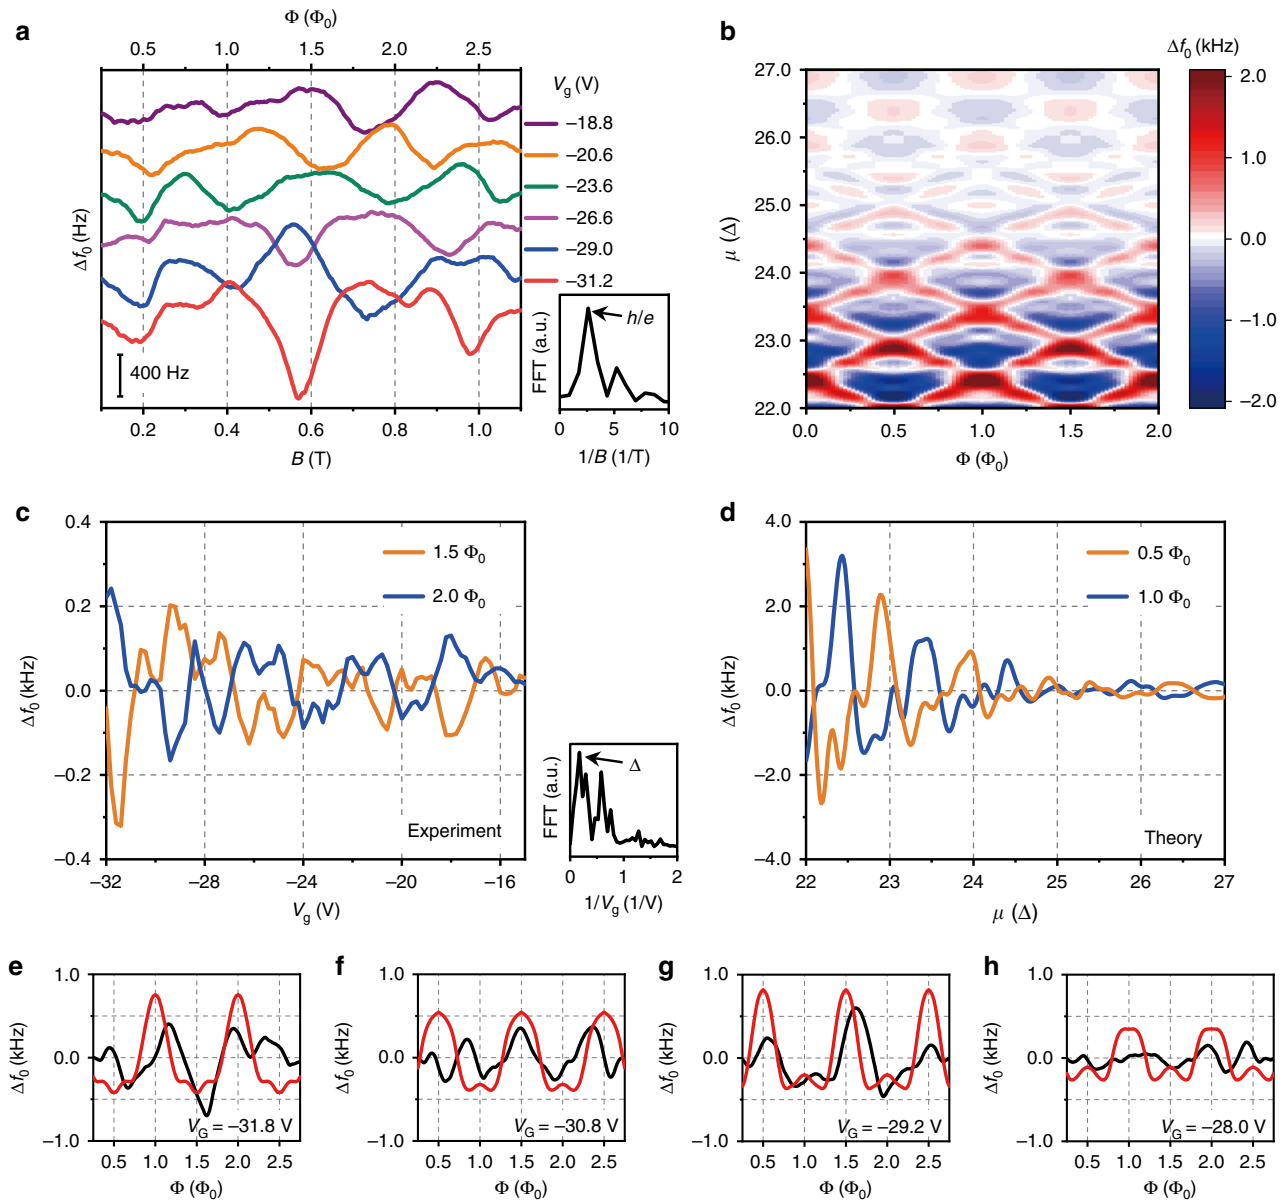 a
Φ (Φ0)
0.5 1.0 1.5 2.0 2.5
Vg (V)
−18.8
−20.6
−23.6
−26.6
−29.0
−31.2
Δf0 (Hz)
400 Hz
0.2 0.4 0.6 0.8 1.0
B (T)
h/e
FFT (a.u.)
0 5 10
1/B (1/T)
b
Δf0 (kHz)
27.0
26.0
25.0
24.0
23.0
22.0
μ (Δ)
0.0 0.5 1.0 1.5 2.0
Φ (Φ0)
2.0
1.0
0.0
−1.0
−2.0
c
0.4
0.2
0.0
−0.2
−0.4
Δf0 (kHz)
1.5 Φ0
2.0 Φ0
Experiment
−32 −28 −24 −20 −16
Vg (V)
Δ
FFT (a.u.)
0 1 2
1/Vg (1/V)
d
4.0
2.0
0.0
−2.0
−4.0
Δf0 (kHz)
0.5 Φ0
1.0 Φ0
Theory
22 23 24 25 26 27
μ (Δ)
e
1.0
0.0
−1.0
Δf0 (kHz)
VG = −31.8 V
0.5 1.0 1.5 2.0 2.5
Φ (Φ0)
f
1.0
0.0
−1.0
Δf0 (kHz)
VG = −30.8 V
0.5 1.0 1.5 2.0 2.5
Φ (Φ0)
g
1.0
0.0
−1.0
Δf0 (kHz)
VG = −29.2 V
0.5 1.0 1.5 2.0 2.5
Φ (Φ0)
h
1.0
0.0
−1.0
Δf0 (kHz)
VG = −28.0 V
0.5 1.0 1.5 2.0 2.5
Φ (Φ0)